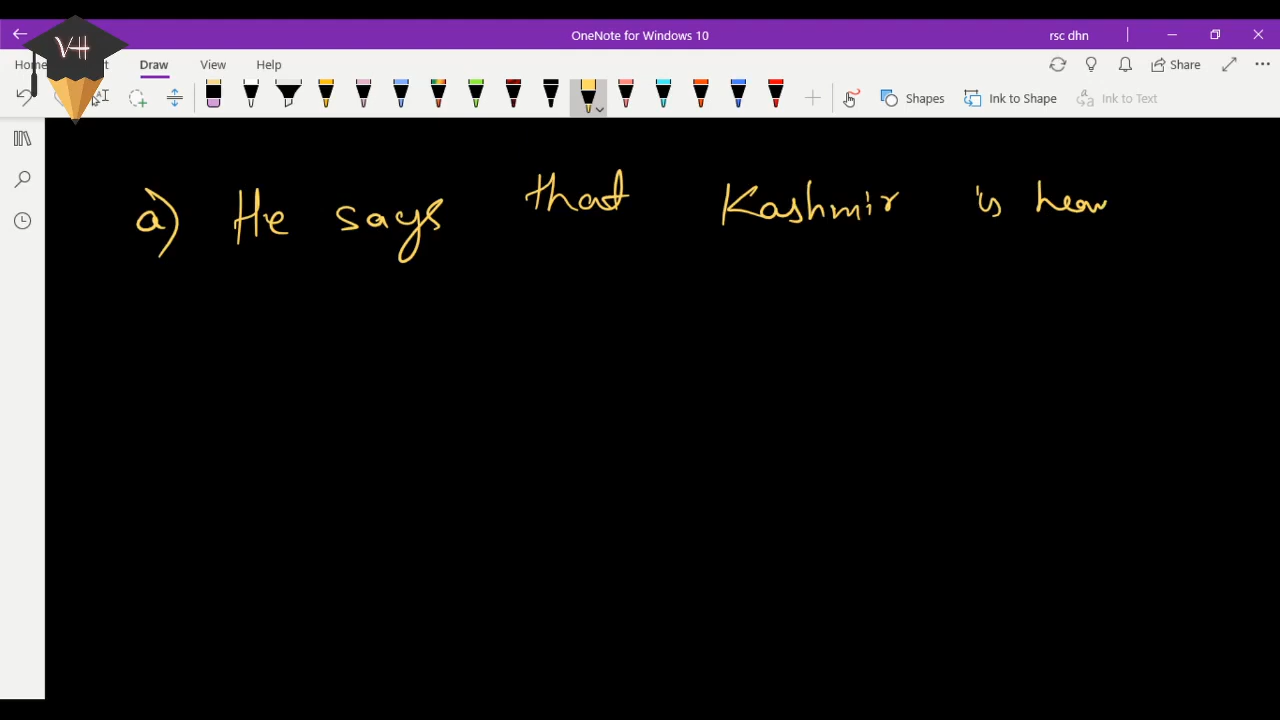 OneNote for Windows 10
rsc dhn
VH
Home
Draw
View
Help
Share
Shapes
Ink to Shape
Ink to Text
a) He says that Kashmir is heav